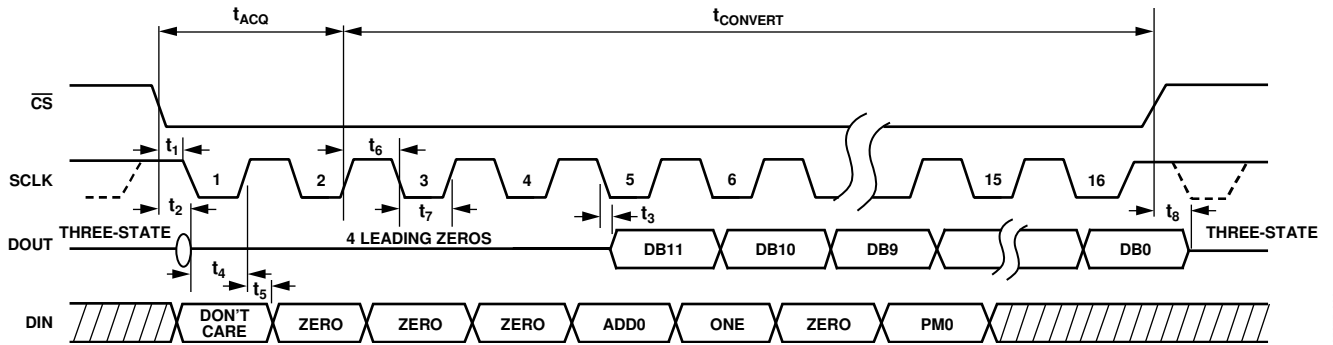 tACQ tCONVERT
CS
t1 t6
SCLK 1 2 3 4 5 6 15 16
t2 t7 t3 t8
THREE-STATE 4 LEADING ZEROS THREE-STATE
DOUT DB11 DB10 DB9 DB0
t4 t5
DIN DON'T CARE ZERO ZERO ZERO ADD0 ONE ZERO PM0